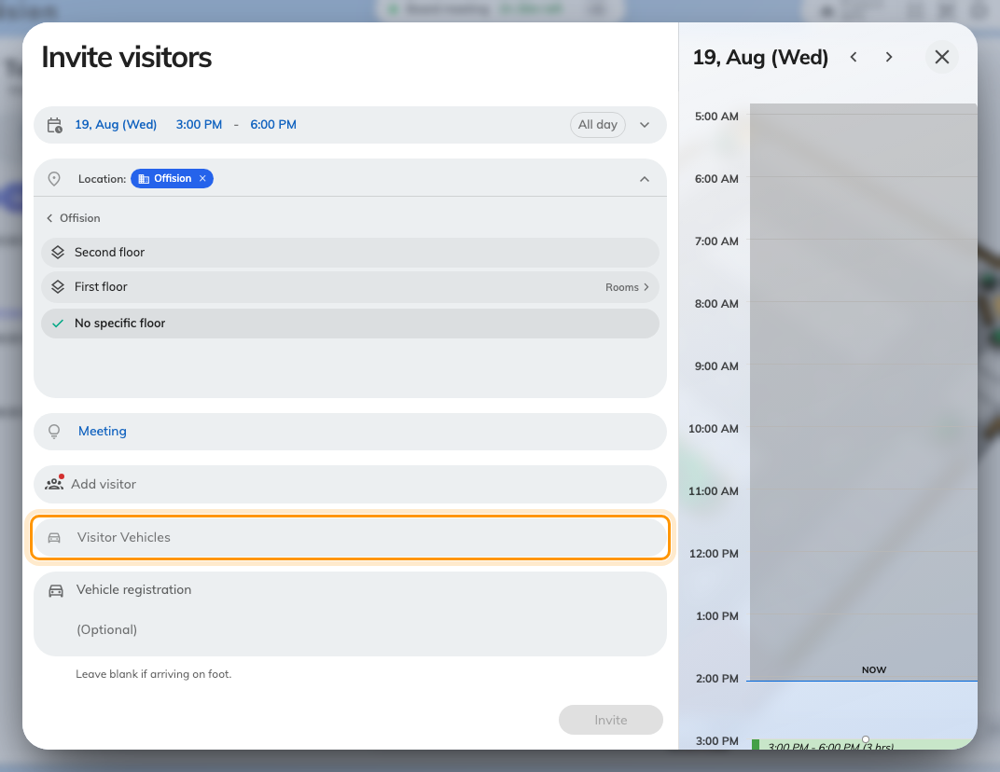 Invite visitors
19, Aug (Wed) 3:00 PM - 6:00 PM All day
Location: Offision ×
Offision
Second floor
First floor Rooms
No specific floor
Meeting
Add visitor
Visitor Vehicles
Vehicle registration
(Optional)
Leave blank if arriving on foot.
Invite
19, Aug (Wed)
5:00 AM
6:00 AM
7:00 AM
8:00 AM
9:00 AM
10:00 AM
11:00 AM
12:00 PM
1:00 PM
NOW
2:00 PM
3:00 PM
3:00 PM - 6:00 PM (3 hrs)